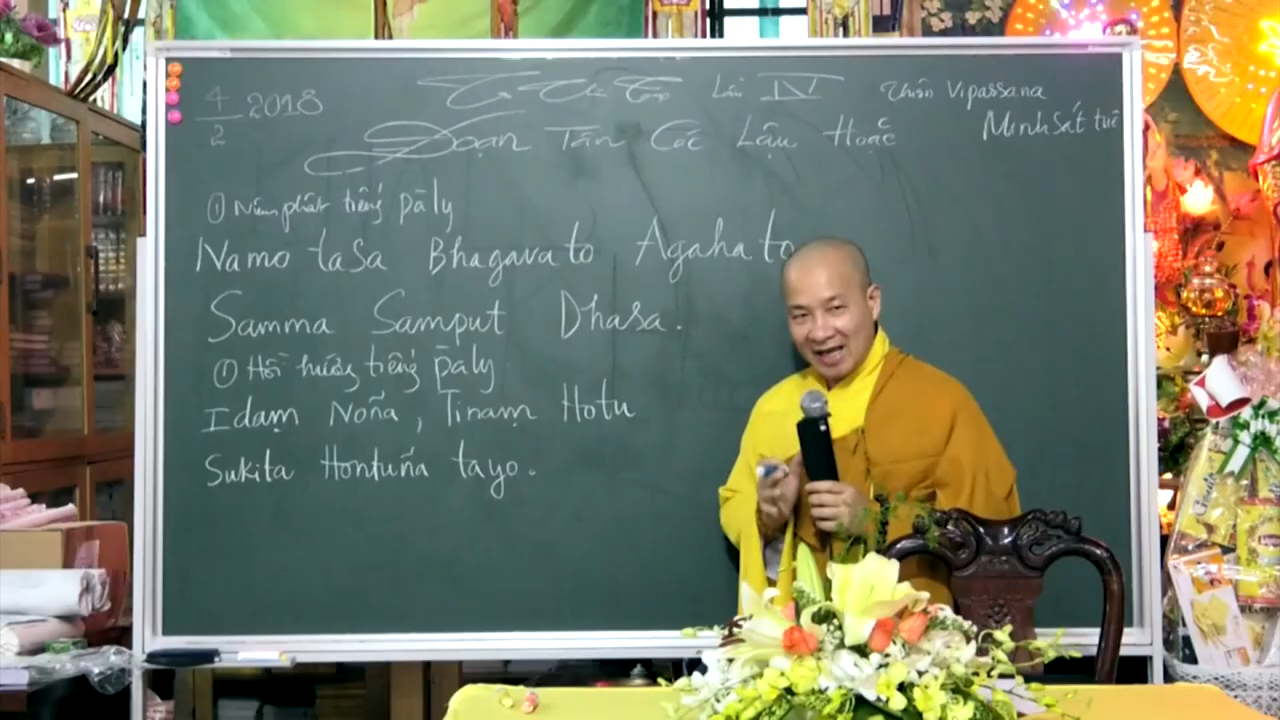 4/2 2018
Tu Tập Lần IV Thiền Vipassana
Đoạn Tận Các Lậu Hoặc Minh Sát tuệ
① Niệm phật tiếng pāly
Namo tasa Bhagavato Agahato
Samma Samput Dhasa.
① Hồi hướng tiếng pāly
Idaṃ Noña, Tinaṃ Hotu
Sukita Hontuña tayo.